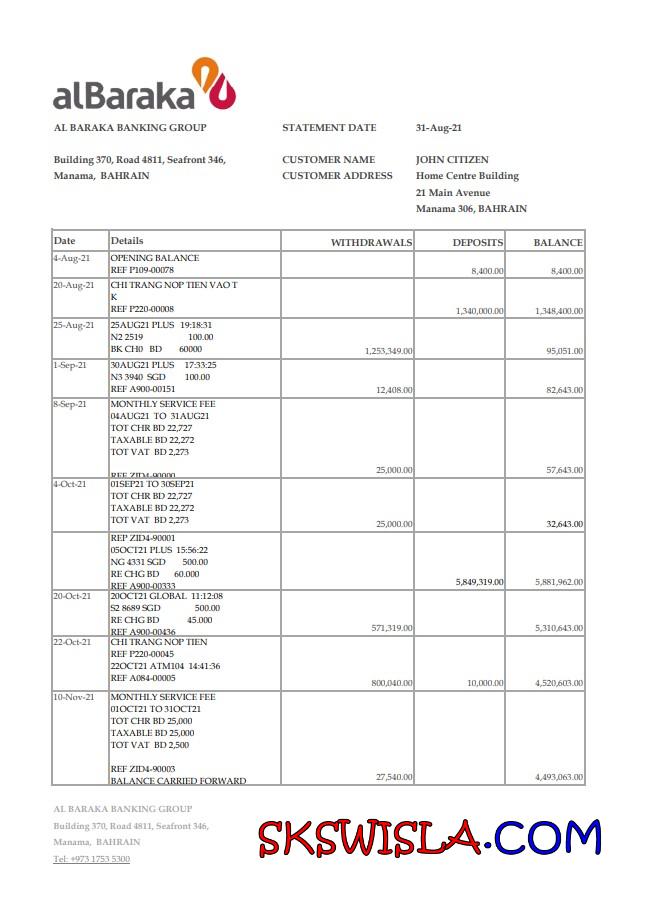 alBaraka
AL BARAKA BANKING GROUP STATEMENT DATE 31-Aug-21
Building 370, Road 4811, Seafront 346, CUSTOMER NAME JOHN CITIZEN
Manama, BAHRAIN CUSTOMER ADDRESS Home Centre Building
21 Main Avenue
Manama 306, BAHRAIN
Date Details WITHDRAWALS DEPOSITS BALANCE
4-Aug-21 OPENING BALANCE
REF P109-00078 8,400.00 8,400.00
20-Aug-21 CHI TRANG NOP TIEN VAO T
K
REF P220-00008 1,340,000.00 1,348,400.00
25-Aug-21 25AUG21 PLUS 19:18:31
N2 2519 100.00
BK CH0 BD 60000 1,253,349.00 95,051.00
1-Sep-21 30AUG21 PLUS 17:33:25
N3 3940 SGD 100.00
REF A900-00151 12,408.00 82,643.00
8-Sep-21 MONTHLY SERVICE FEE
04AUG21 TO 31AUG21
TOT CHR BD 22,727
TAXABLE BD 22,272
TOT VAT BD 2,273
REF ZID4-90000 25,000.00 57,643.00
4-Oct-21 01SEP21 TO 30SEP21
TOT CHR BD 22,727
TAXABLE BD 22,272
TOT VAT BD 2,273 25,000.00 32,643.00
REP ZID4-90001
05OCT21 PLUS 15:56:22
NG 4331 SGD 500.00
RE CHG BD 60.000
REF A900-00333 5,849,319.00 5,881,962.00
20-Oct-21 20OCT21 GLOBAL 11:12:08
S2 8689 SGD 500.00
RE CHG BD 45.000
REF A900-00436 571,319.00 5,310,643.00
22-Oct-21 CHI TRANG NOP TIEN
REF P220-00045
22OCT21 ATM104 14:41:36
REF A084-00005 800,040.00 10,000.00 4,520,603.00
10-Nov-21 MONTHLY SERVICE FEE
01OCT21 TO 31OCT21
TOT CHR BD 25,000
TAXABLE BD 25,000
TOT VAT BD 2,500
REF ZID4-90003
BALANCE CARRIED FORWARD 27,540.00 4,493,063.00
AL BARAKA BANKING GROUP
Building 370, Road 4811, Seafront 346,
Manama, BAHRAIN
Tel: +973 1753 5300
SKSWISLA.COM